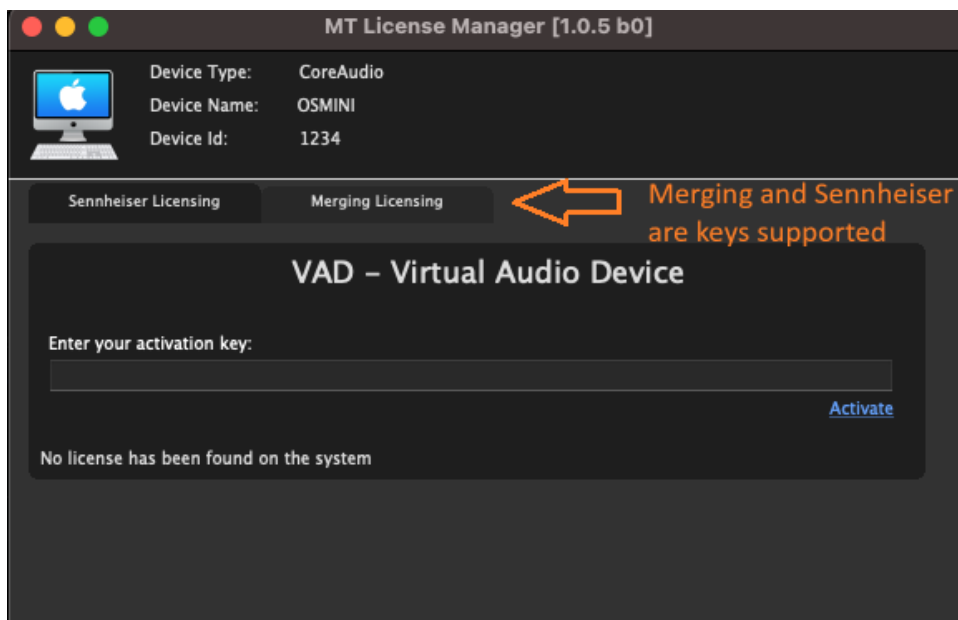 MT License Manager [1.0.5 b0]
Device Type: CoreAudio
Device Name: OSMINI
Device Id: 1234
Sennheiser Licensing Merging Licensing
Merging and Sennheiser
are keys supported
VAD – Virtual Audio Device
Enter your activation key:
Activate
No license has been found on the system